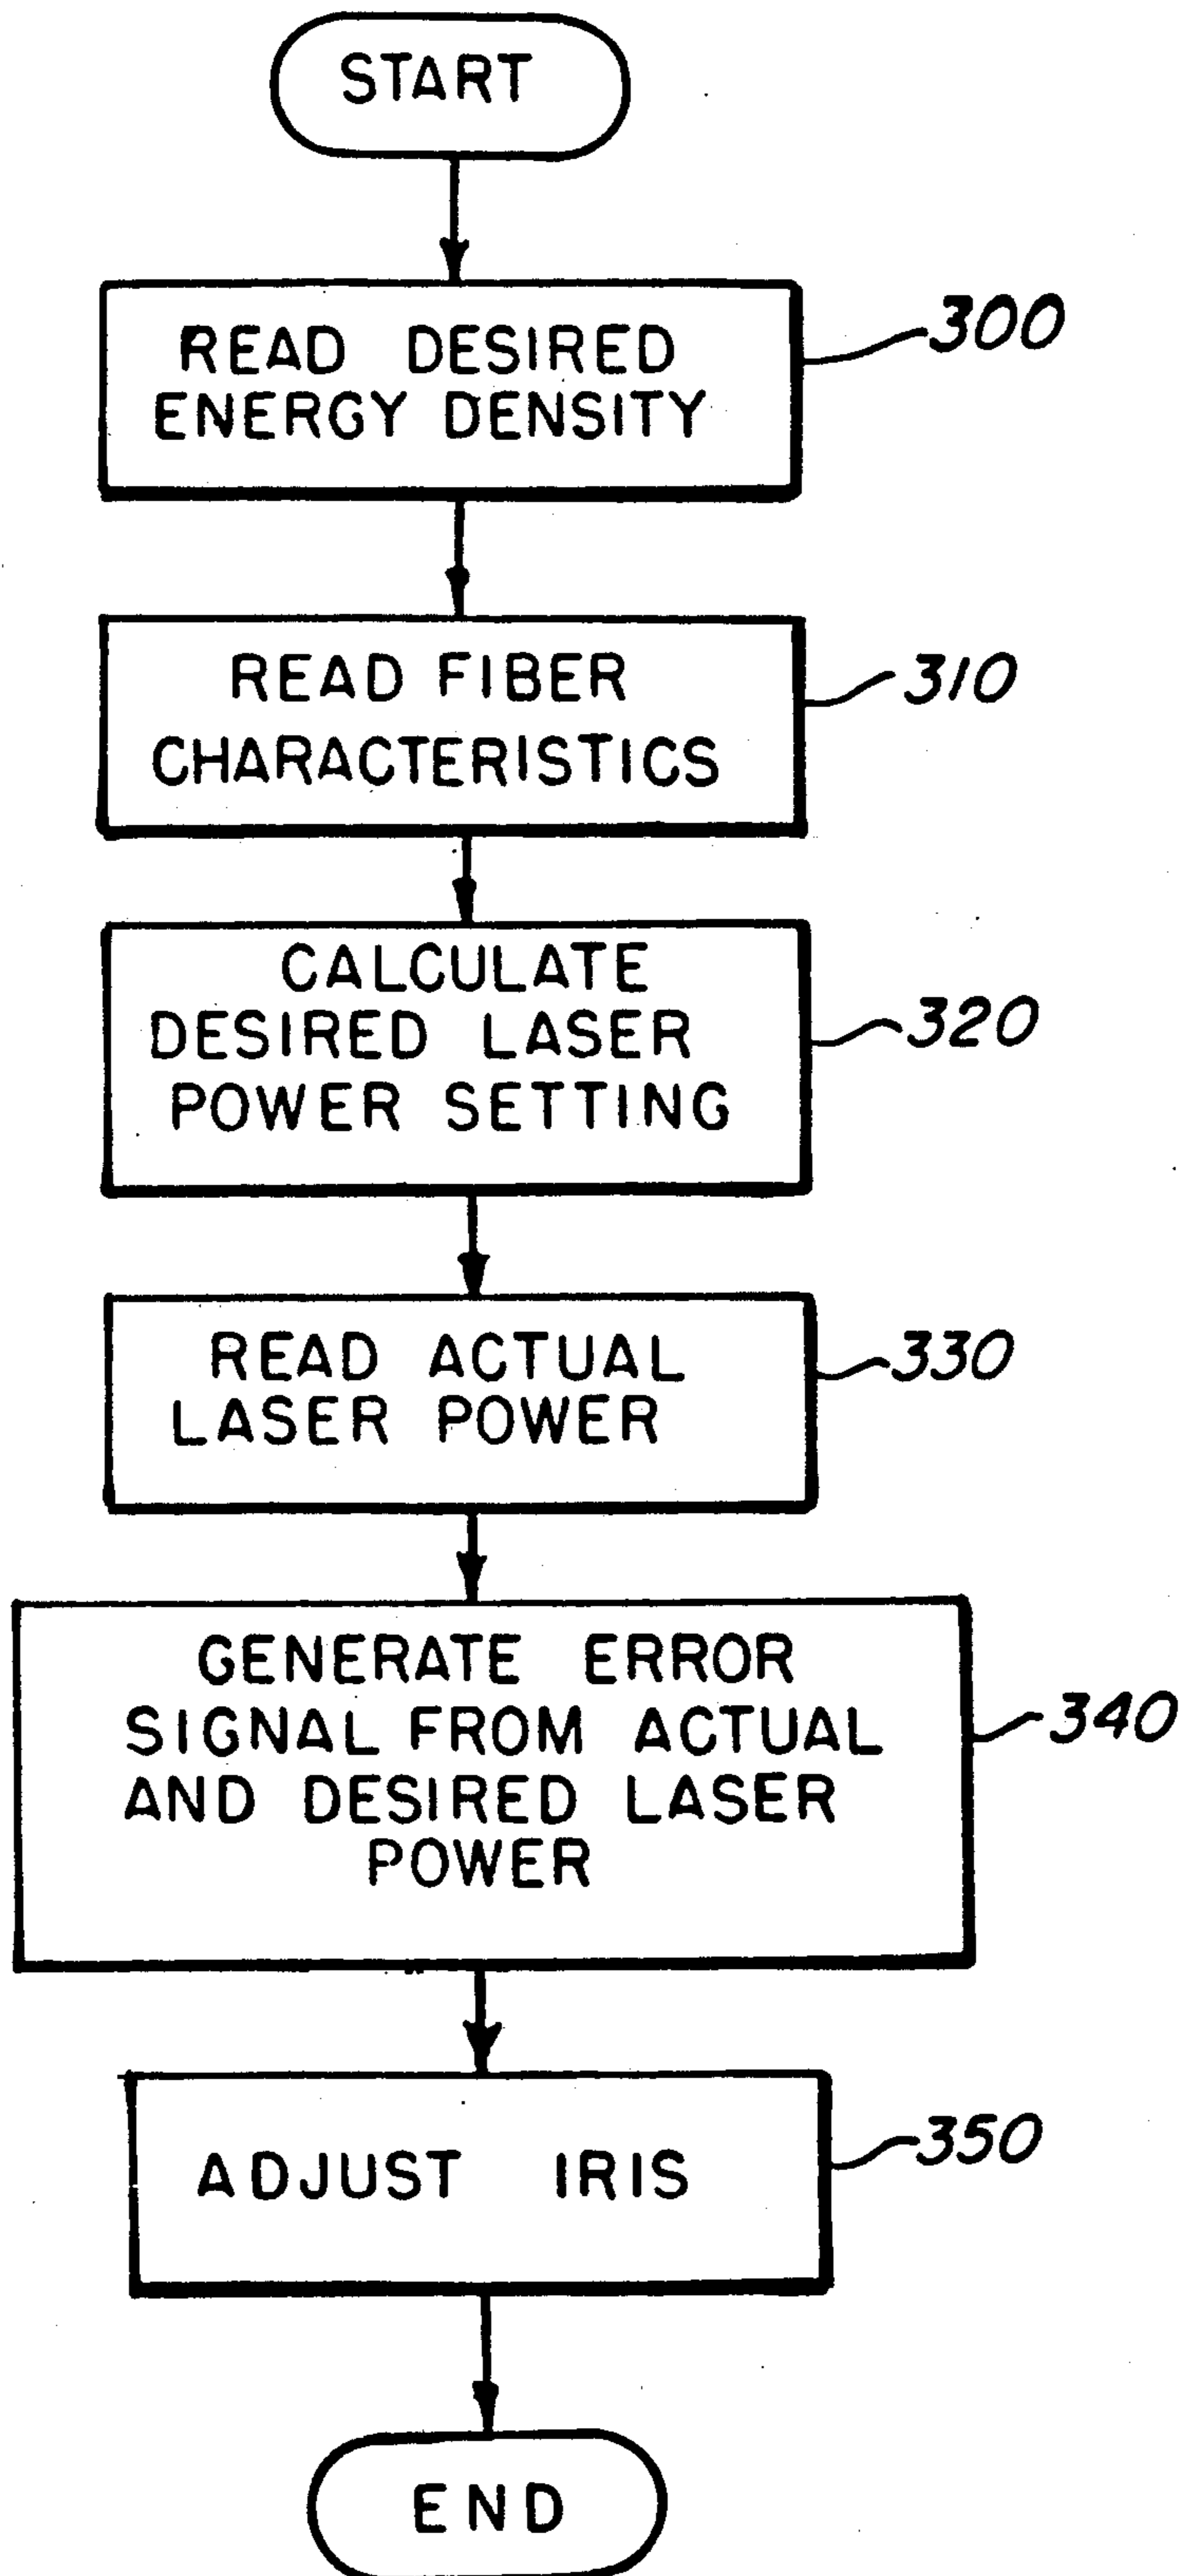 START
READ DESIRED
ENERGY DENSITY
300
READ FIBER
CHARACTERISTICS
310
CALCULATE
DESIRED LASER
POWER SETTING
320
READ ACTUAL
LASER POWER
330
GENERATE ERROR
SIGNAL FROM ACTUAL
AND DESIRED LASER
POWER
340
ADJUST IRIS
350
END